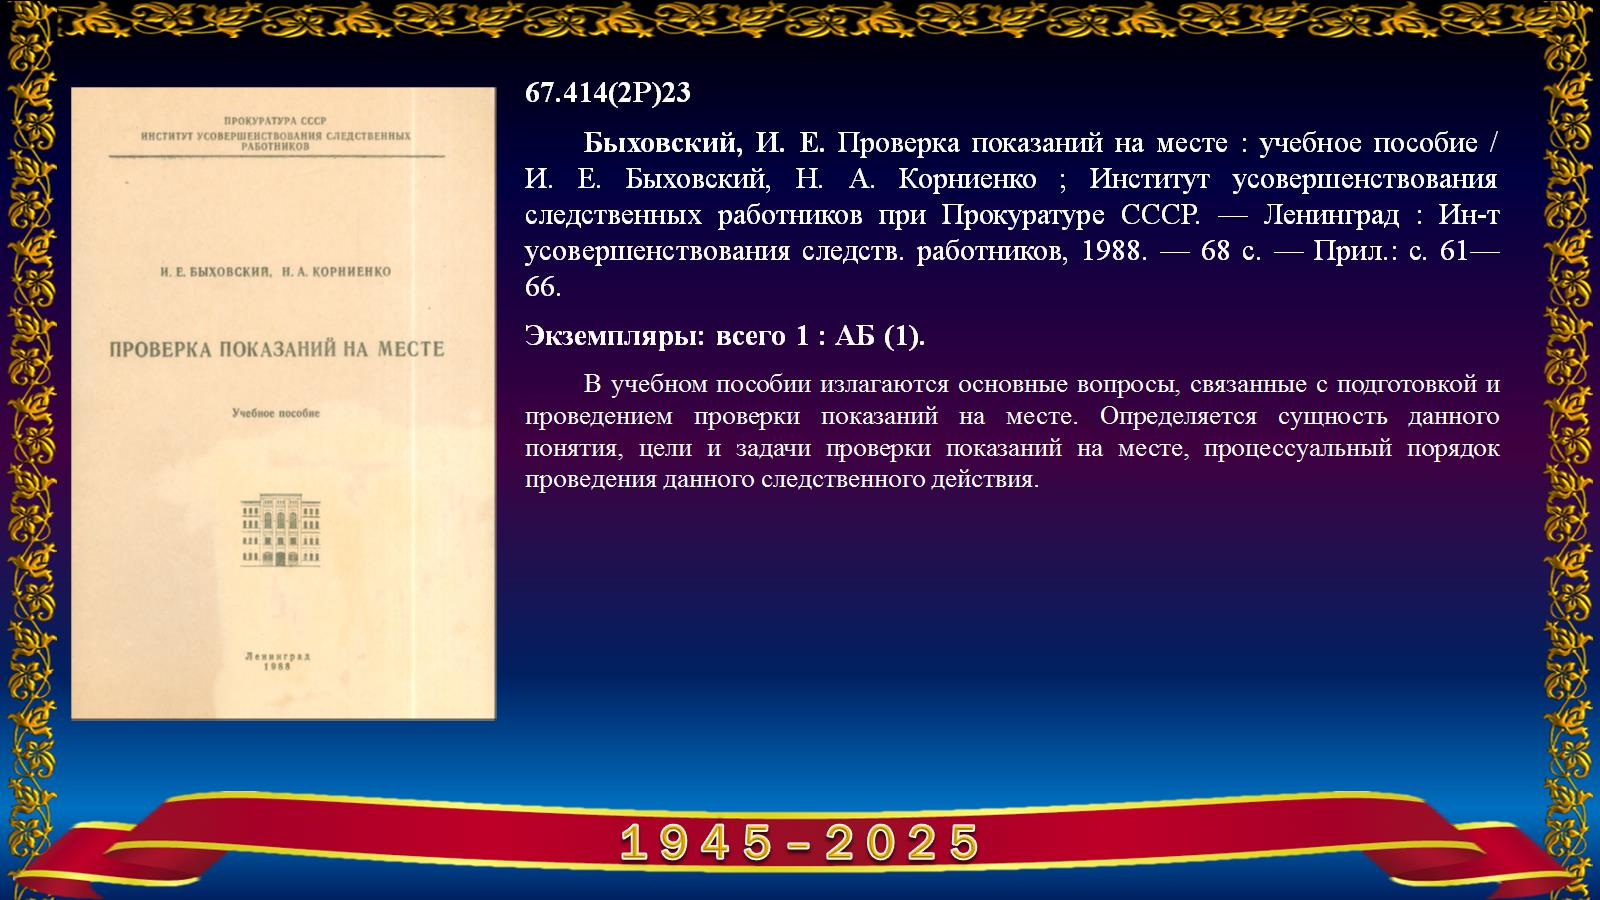 ПРОКУРАТУРА СССР
ИНСТИТУТ УСОВЕРШЕНСТВОВАНИЯ СЛЕДСТВЕННЫХ
РАБОТНИКОВ
И. Е. БЫХОВСКИЙ, Н. А. КОРНИЕНКО
ПРОВЕРКА ПОКАЗАНИЙ НА МЕСТЕ
Учебное пособие
Ленинград
1988
67.414(2Р)23
Быховский, И. Е. Проверка показаний на месте : учебное пособие /
И. Е. Быховский, Н. А. Корниенко ; Институт усовершенствования
следственных работников при Прокуратуре СССР. — Ленинград : Ин-т
усовершенствования следств. работников, 1988. — 68 с. — Прил.: с. 61—
66.
Экземпляры: всего 1 : АБ (1).
В учебном пособии излагаются основные вопросы, связанные с подготовкой и
проведением проверки показаний на месте. Определяется сущность данного
понятия, цели и задачи проверки показаний на месте, процессуальный порядок
проведения данного следственного действия.
1945–2025